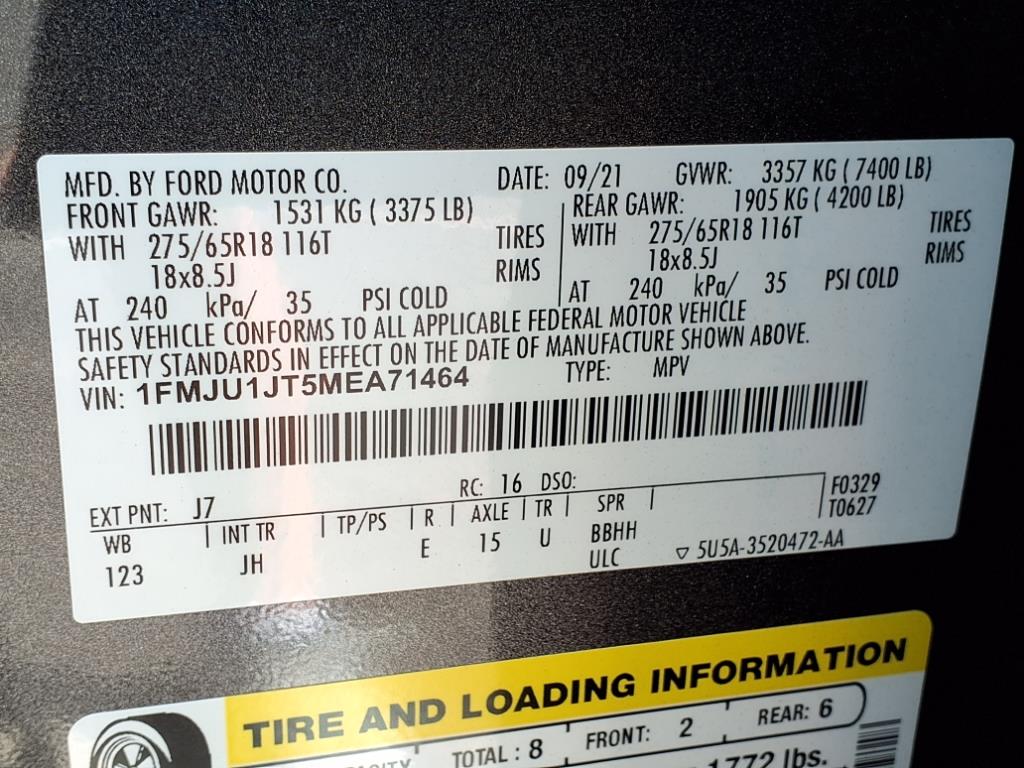 MFD. BY FORD MOTOR CO. DATE: 09/21 GVWR: 3357 KG ( 7400 LB)
FRONT GAWR: 1531 KG ( 3375 LB) REAR GAWR: 1905 KG ( 4200 LB)
WITH 275/65R18 116T TIRES WITH 275/65R18 116T TIRES
18x8.5J RIMS 18x8.5J RIMS
AT 240 kPa/ 35 PSI COLD AT 240 kPa/ 35 PSI COLD
THIS VEHICLE CONFORMS TO ALL APPLICABLE FEDERAL MOTOR VEHICLE
SAFETY STANDARDS IN EFFECT ON THE DATE OF MANUFACTURE SHOWN ABOVE.
VIN: 1FMJU1JT5MEA71464 TYPE: MPV
EXT PNT: J7 RC: 16 DSO: F0329
WB INT TR TP/PS R AXLE TR SPR T0627
123 JH E 15 U BBHH
ULC 5U5A-3520472-AA
TIRE AND LOADING INFORMATION
TOTAL : 8 FRONT: 2 REAR: 6
1772 lbs.